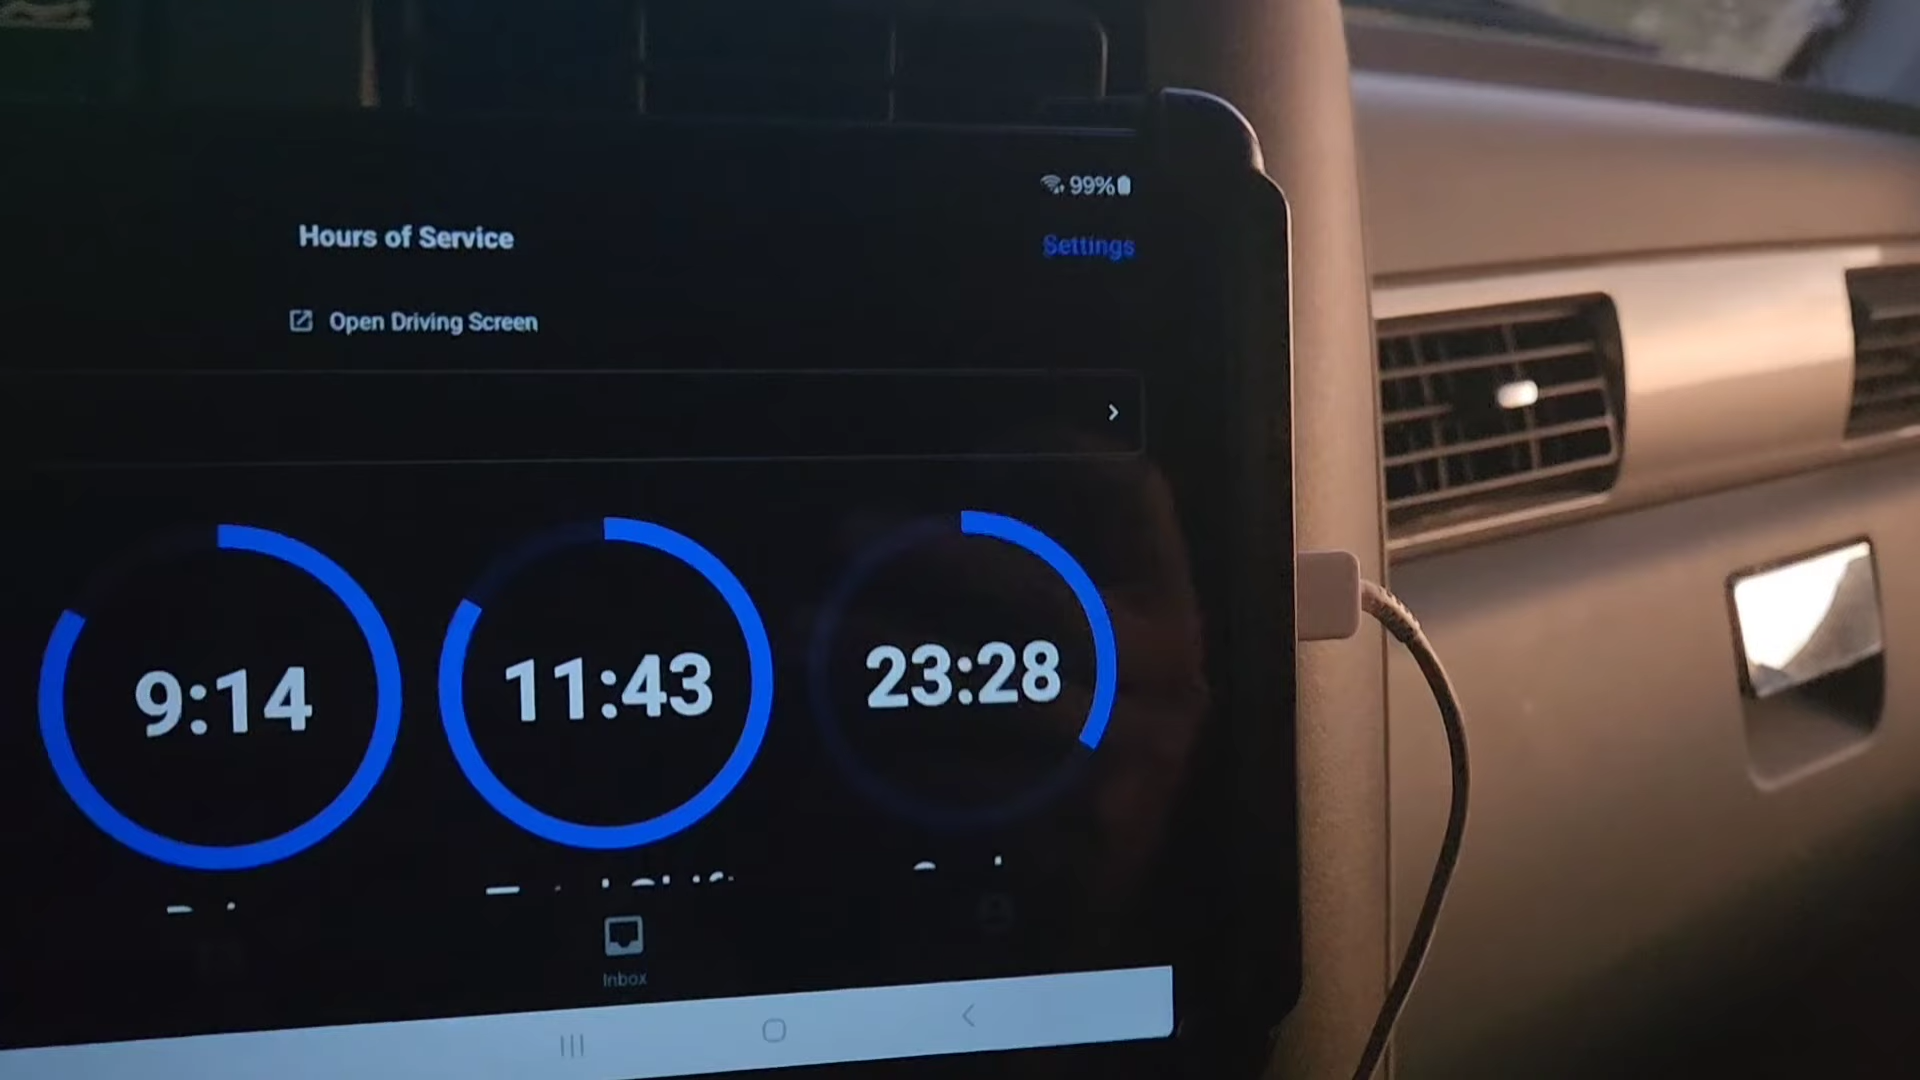 99%
Hours of Service
Settings
Open Driving Screen
9:14
11:43
23:28
Inbox